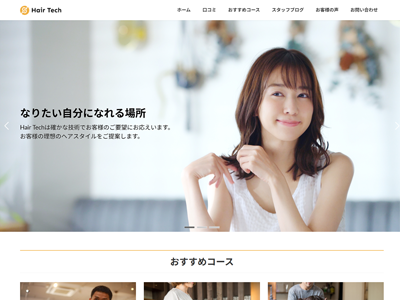 Hair Tech
ホーム 口コミ おすすめコース スタッフブログ お客様の声 お問い合わせ
なりたい自分になれる場所
Hair Techは確かな技術でお客様のご要望にお応えいます。
お客様の理想のヘアスタイルをご提案します。
おすすめコース